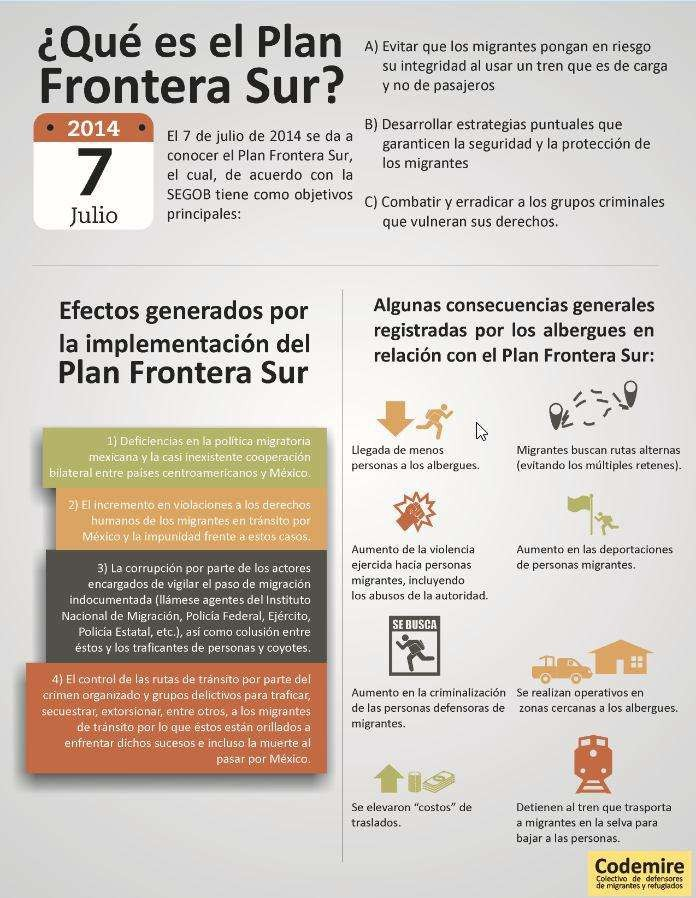 ¿Qué es el Plan
Frontera Sur?
2014
7
Julio
El 7 de julio de 2014 se da a
conocer el Plan Frontera Sur,
el cual, de acuerdo con la
SEGOB tiene como objetivos
principales:
A) Evitar que los migrantes pongan en riesgo
su integridad al usar un tren que es de carga
y no de pasajeros
B) Desarrollar estrategias puntuales que
garanticen la seguridad y la protección de
los migrantes
C) Combatir y erradicar a los grupos criminales
que vulneran sus derechos.
Efectos generados por
la implementación del
Plan Frontera Sur
1) Deficiencias en la política migratoria
mexicana y la casi inexistente cooperación
bilateral entre países centroamericanos y México.
2) El incremento en violaciones a los derechos
humanos de los migrantes en tránsito por
México y la impunidad frente a estos casos.
3) La corrupción por parte de los actores
encargados de vigilar el paso de migración
indocumentada (llámese agentes del Instituto
Nacional de Migración, Policía Federal, Ejército,
Policía Estatal, etc.), así como colusión entre
éstos y los traficantes de personas y coyotes.
4) El control de las rutas de tránsito por parte del
crimen organizado y grupos delictivos para traficar,
secuestrar, extorsionar, entre otros, a los migrantes
de tránsito por lo que éstos están orillados a
enfrentar dichos sucesos e incluso la muerte al
pasar por México.
Algunas consecuencias generales
registradas por los albergues en
relación con el Plan Frontera Sur:
Llegada de menos
personas a los albergues.
Migrantes buscan rutas alternas
(evitando los múltiples retenes).
Aumento de la violencia
ejercida hacía personas
migrantes, incluyendo
los abusos de la autoridad.
Aumento en las deportaciones
de personas migrantes.
SE BUSCA
Aumento en la criminalización
de las personas defensoras de
migrantes.
Se realizan operativos en
zonas cercanas a los albergues.
Se elevaron "costos" de
traslados.
Detienen al tren que trasporta
a migrantes en la selva para
bajar a las personas.
Codemire
Colectivo de defensores
de migrantes y refugiados